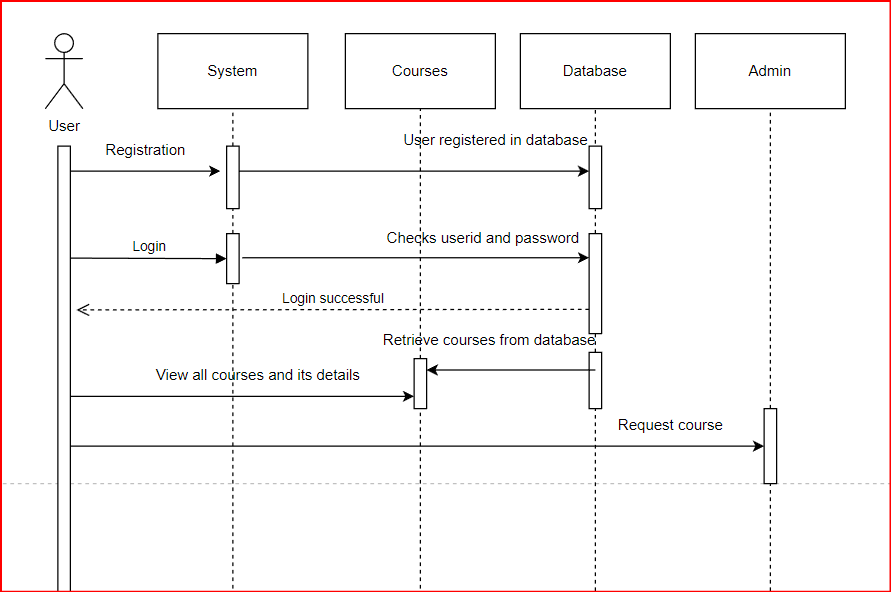 System
Courses
Database
Admin
User
User registered in database
Registration
Checks userid and password
Login
Login successful
Retrieve courses from database
View all courses and its details
Request course